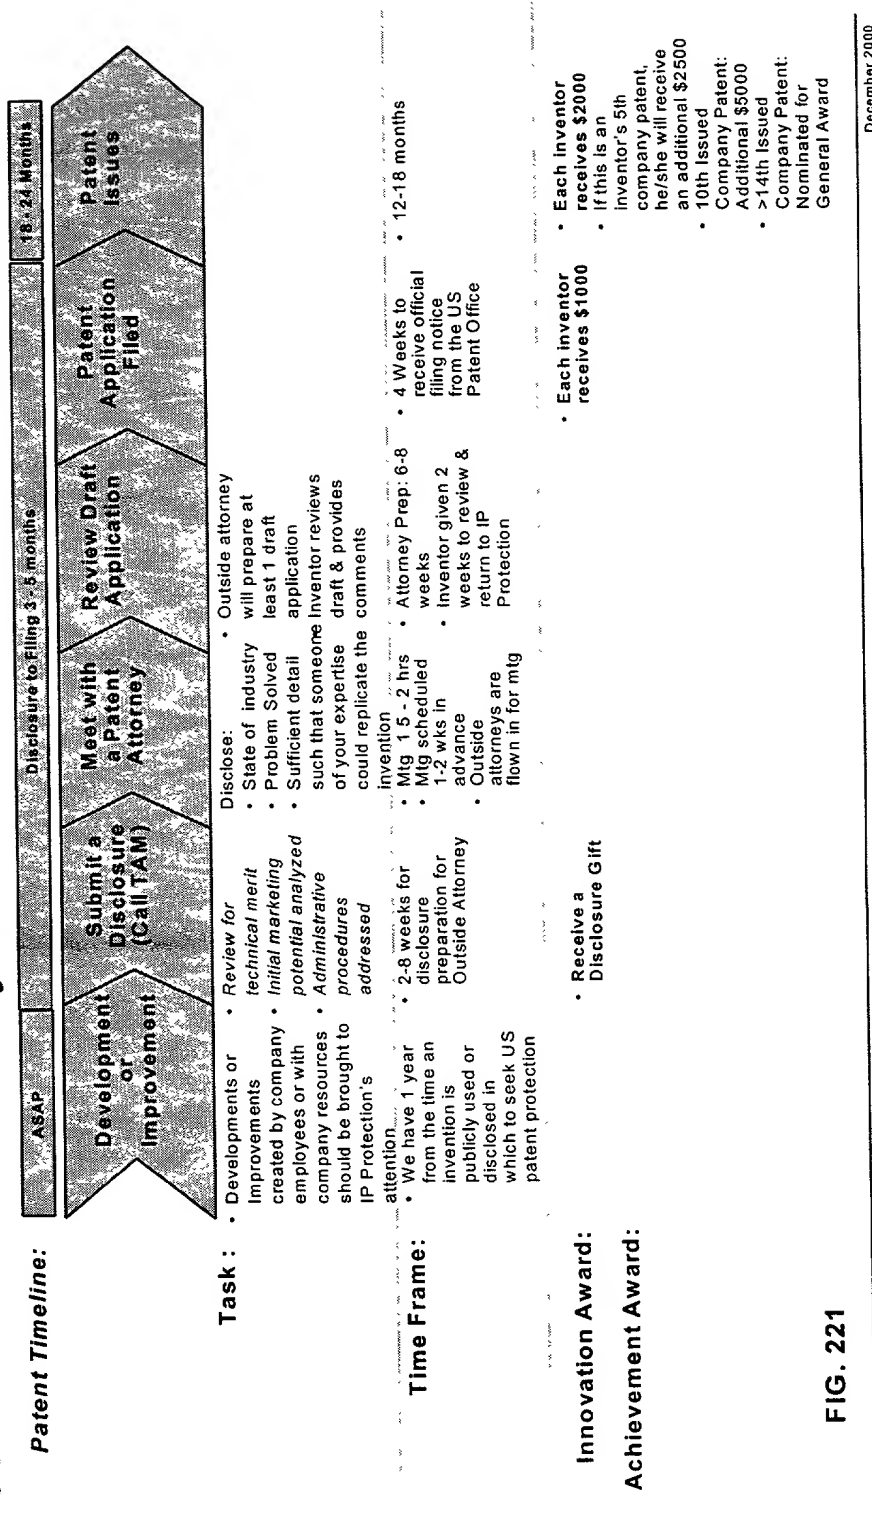 Patent Timeline:
ASAP
Disclosure to Filing 3 - 5 months
18 - 24 Months
Development
or
Improvement
Submit a
Disclosure
(Call TAM)
Meet with
a Patent
Attorney
Review Draft
Application
Patent
Application
Filed
Patent
Issues
Task :
• Developments or
Improvements
created by company
employees or with
company resources
should be brought to
IP Protection's
attention
• Review for
technical merit
• Initial marketing
potential analyzed
• Administrative
procedures
addressed
Disclose:
• State of industry
• Problem Solved
• Sufficient detail
such that someone
of your expertise
could replicate the
invention
• Outside attorney
will prepare at
least 1 draft
application
Inventor reviews
draft & provides
comments
Time Frame:
• We have 1 year
from the time an
invention is
publicly used or
disclosed in
which to seek US
patent protection
• 2-8 weeks for
disclosure
preparation for
Outside Attorney
• Mtg 1 5 - 2 hrs
• Mtg scheduled
1-2 wks in
advance
• Outside
attorneys are
flown in for mtg
• Attorney Prep: 6-8
weeks
• Inventor given 2
weeks to review &
return to IP
Protection
• 4 Weeks to
receive official
filing notice
from the US
Patent Office
• 12-18 months
Innovation Award:
• Receive a
Disclosure Gift
• Each inventor
receives $1000
• Each inventor
receives $2000
• If this is an
inventor's 5th
company patent,
he/she will receive
an additional $2500
• 10th Issued
Company Patent:
Additional $5000
• >14th Issued
Company Patent:
Nominated for
General Award
Achievement Award:
FIG. 221
December 2000